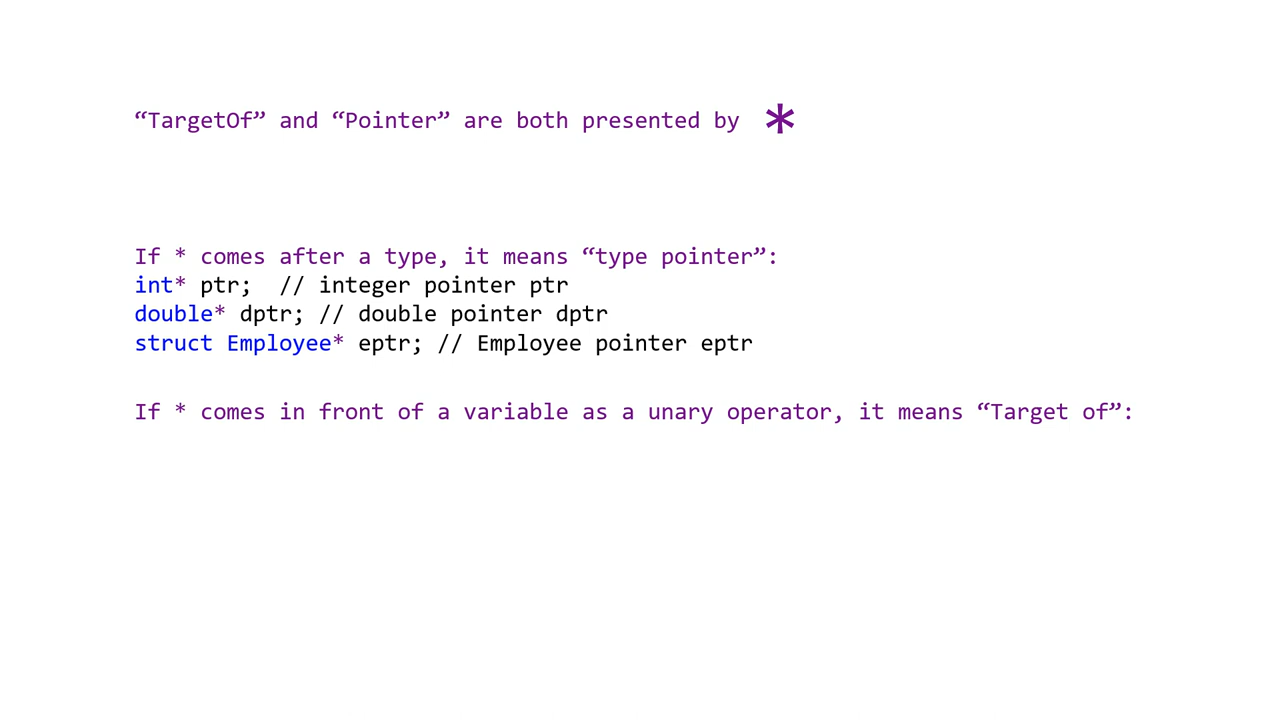 “TargetOf” and “Pointer” are both presented by *
If * comes after a type, it means “type pointer”:
int* ptr;  // integer pointer ptr
double* dptr; // double pointer dptr
struct Employee* eptr; // Employee pointer eptr
If * comes in front of a variable as a unary operator, it means “Target of”: